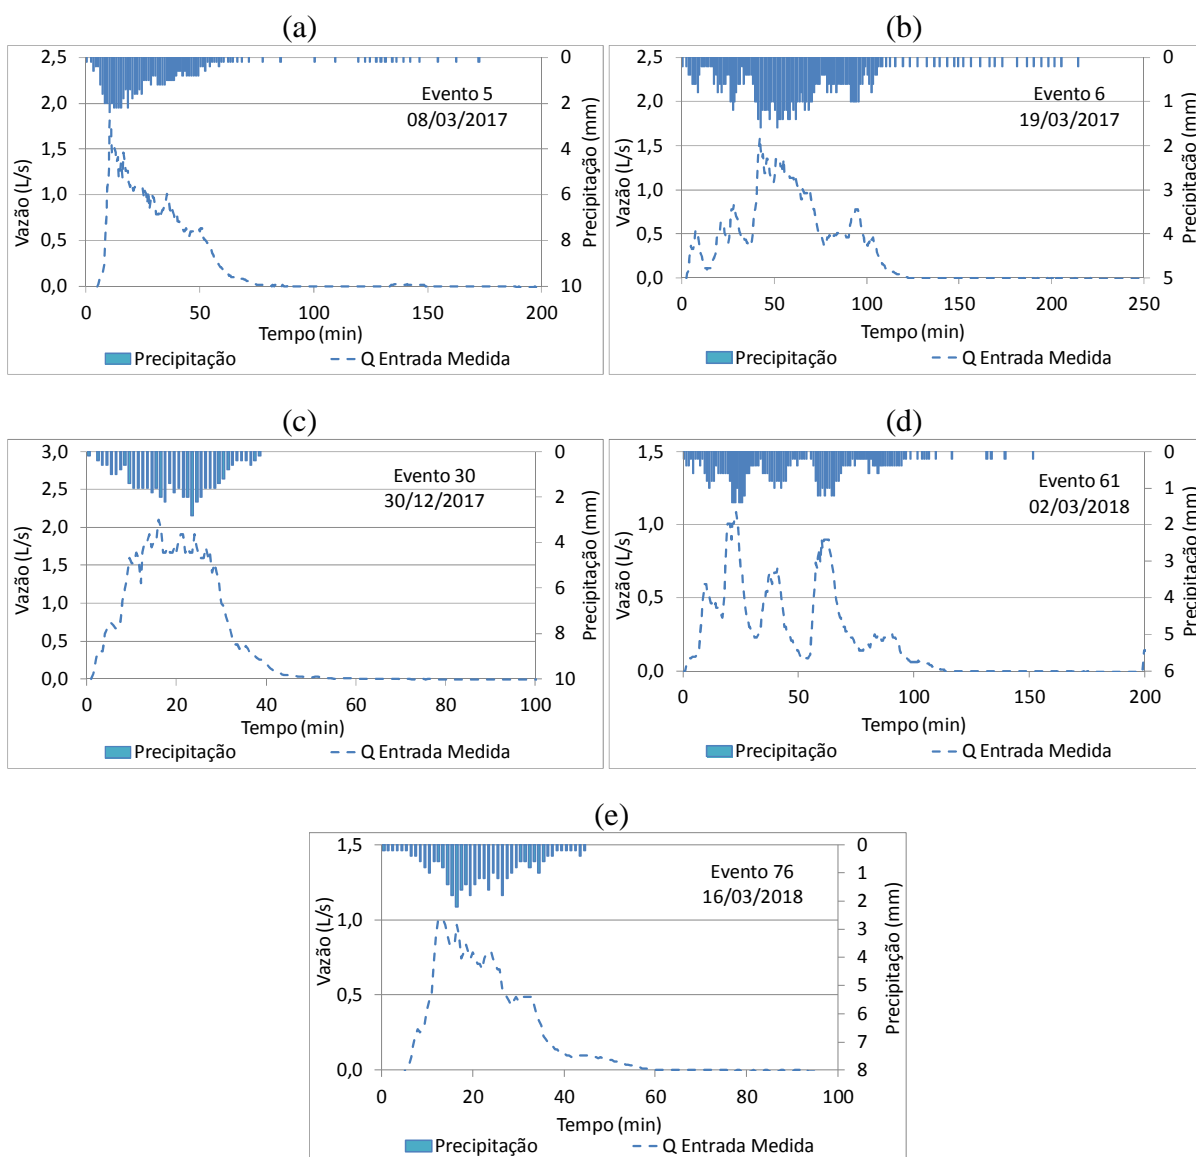 (a)
2,5
2,0
1,5
1,0
0,5
0,0
Vazão (L/s)
0
2
4
6
8
10
Precipitação (mm)
Evento 5
08/03/2017
0 50 100 150 200
Tempo (min)
Precipitação Q Entrada Medida
(b)
2,5
2,0
1,5
1,0
0,5
0,0
Vazão (L/s)
0
1
2
3
4
5
Precipitação (mm)
Evento 6
19/03/2017
0 50 100 150 200 250
Tempo (min)
Precipitação Q Entrada Medida
(c)
3,0
2,5
2,0
1,5
1,0
0,5
0,0
Vazão (L/s)
0
2
4
6
8
10
Precipitação (mm)
Evento 30
30/12/2017
0 20 40 60 80 100
Tempo (min)
Precipitação Q Entrada Medida
(d)
1,5
1,0
0,5
0,0
Vazão (L/s)
0
1
2
3
4
5
6
Precipitação (mm)
Evento 61
02/03/2018
0 50 100 150 200
Tempo (min)
Precipitação Q Entrada Medida
(e)
1,5
1,0
0,5
0,0
Vazão (L/s)
0
1
2
3
4
5
6
7
8
Precipitação (mm)
Evento 76
16/03/2018
0 20 40 60 80 100
Tempo (min)
Precipitação Q Entrada Medida